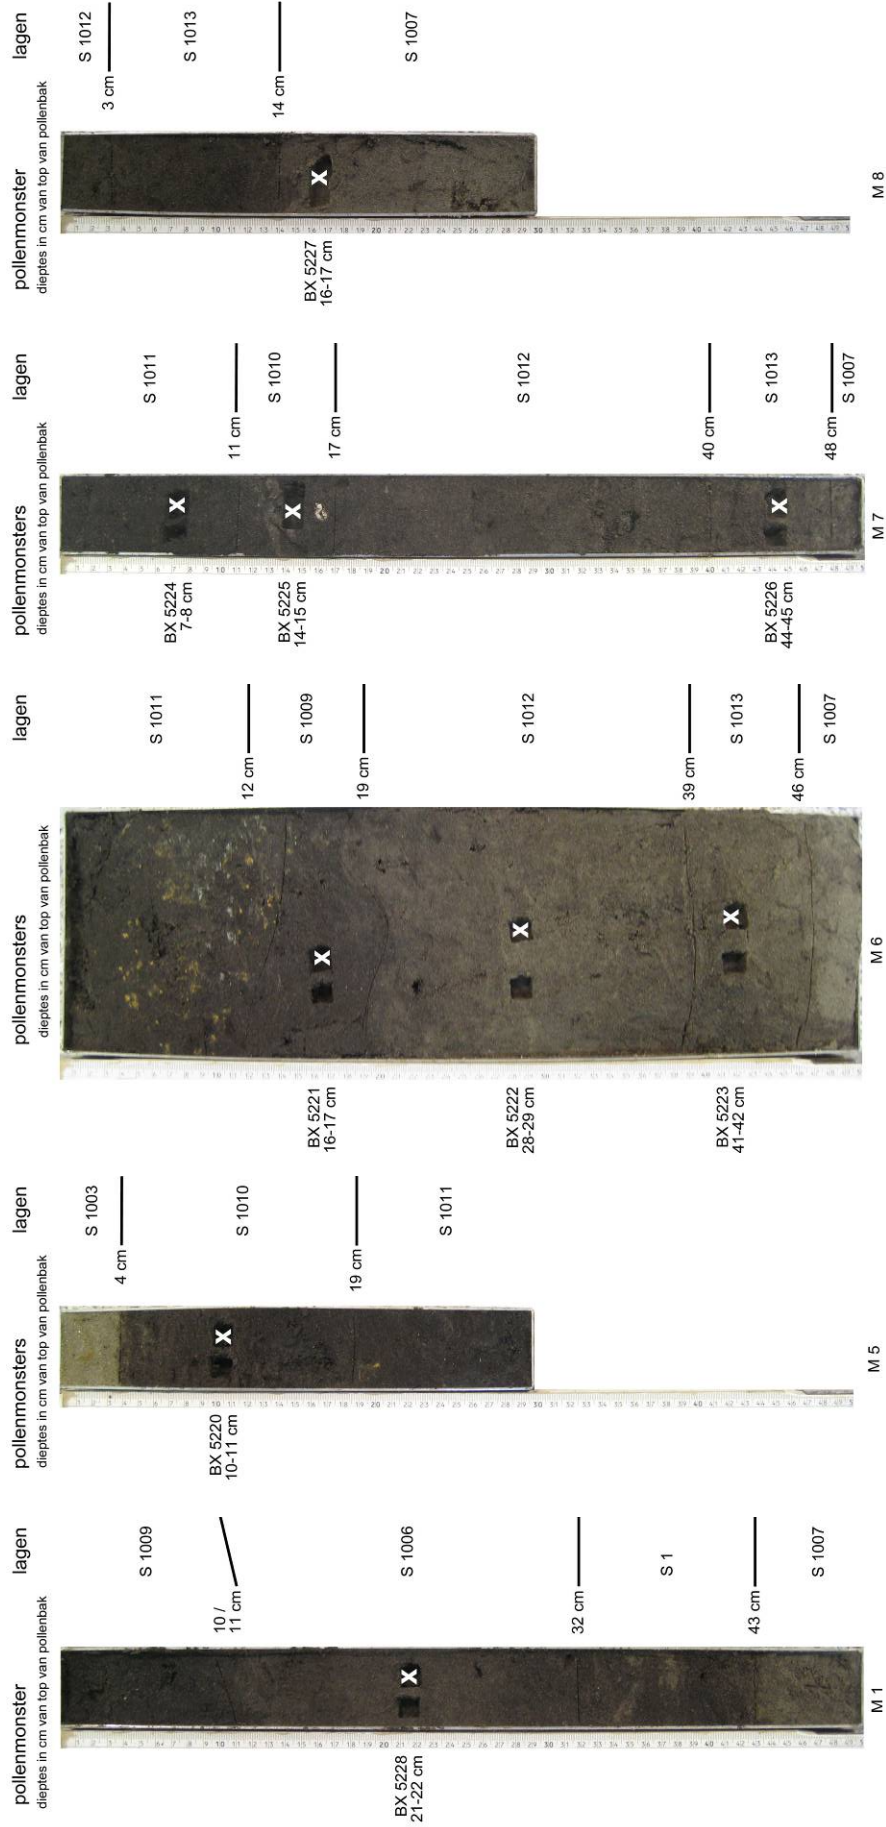 pollenmonster
dieptes in cm van top van pollenbak
lagen
S 1009
10 /
11 cm
BX 5228
21-22 cm
X
S 1006
32 cm
S 1
43 cm
S 1007
M 1
pollenmonsters
dieptes in cm van top van pollenbak
lagen
S 1003
4 cm
BX 5220
10-11 cm
X
S 1010
19 cm
S 1011
M 5
pollenmonsters
dieptes in cm van top van pollenbak
lagen
S 1011
12 cm
BX 5221
16-17 cm
X
S 1009
19 cm
BX 5222
28-29 cm
X
S 1012
39 cm
BX 5223
41-42 cm
X
S 1013
46 cm
S 1007
M 6
pollenmonsters
dieptes in cm van top van pollenbak
lagen
BX 5224
7-8 cm
X
S 1011
11 cm
BX 5225
14-15 cm
X
S 1010
17 cm
S 1012
40 cm
BX 5226
44-45 cm
X
S 1013
48 cm
S 1007
M 7
pollenmonster
dieptes in cm van top van pollenbak
lagen
S 1012
3 cm
S 1013
14 cm
BX 5227
16-17 cm
X
S 1007
M 8